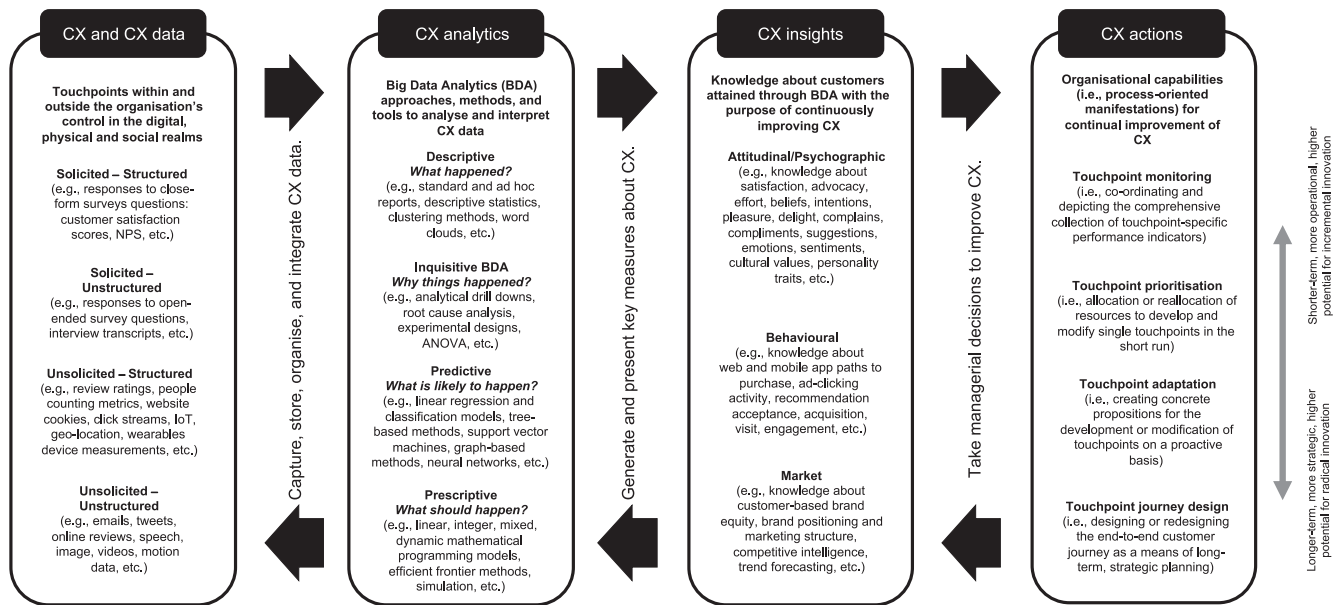 CX and CX data
Touchpoints within and
outside the organisation's
control in the digital,
physical and social realms
Solicited – Structured
(e.g., responses to close-
form surveys questions:
customer satisfaction
scores, NPS, etc.)
Solicited –
Unstructured
(e.g., responses to open-
ended survey questions,
interview transcripts, etc.)
Unsolicited – Structured
(e.g., review ratings, people
counting metrics, website
cookies, click streams, IoT,
geo-location, wearables
device measurements, etc.)
Unsolicited –
Unstructured
(e.g., emails, tweets,
online reviews, speech,
image, videos, motion
data, etc.)
Capture, store, organise, and integrate CX data.
CX analytics
Big Data Analytics (BDA)
approaches, methods, and
tools to analyse and interpret
CX data
Descriptive
What happened?
(e.g., standard and ad hoc
reports, descriptive statistics,
clustering methods, word
clouds, etc.)
Inquisitive BDA
Why things happened?
(e.g., analytical drill downs,
root cause analysis,
experimental designs,
ANOVA, etc.)
Predictive
What is likely to happen?
(e.g., linear regression and
classification models, tree-
based methods, support vector
machines, graph-based
methods, neural networks, etc.)
Prescriptive
What should happen?
(e.g., linear, integer, mixed,
dynamic mathematical
programming models,
efficient frontier methods,
simulation, etc.)
Generate and present key measures about CX.
CX insights
Knowledge about customers
attained through BDA with the
purpose of continuously
improving CX
Attitudinal/Psychographic
(e.g., knowledge about
satisfaction, advocacy,
effort, beliefs, intentions,
pleasure, delight, complains,
compliments, suggestions,
emotions, sentiments,
cultural values, personality
traits, etc.)
Behavioural
(e.g., knowledge about
web and mobile app paths to
purchase, ad-clicking
activity, recommendation
acceptance, acquisition,
visit, engagement, etc.)
Market
(e.g., knowledge about
customer-based brand
equity, brand positioning and
marketing structure,
competitive intelligence,
trend forecasting, etc.)
Take managerial decisions to improve CX.
CX actions
Organisational capabilities
(i.e., process-oriented
manifestations) for
continual improvement of
CX
Touchpoint monitoring
(i.e., co-ordinating and
depicting the comprehensive
collection of touchpoint-specific
performance indicators)
Touchpoint prioritisation
(i.e., allocation or reallocation of
resources to develop and
modify single touchpoints in the
short run)
Touchpoint adaptation
(i.e., creating concrete
propositions for the
development or modification of
touchpoints on a proactive
basis)
Touchpoint journey design
(i.e., designing or redesigning
the end-to-end customer
journey as a means of long-
term, strategic planning)
Shorter-term, more operational, higher
potential for incremental innovation
Longer-term, more strategic, higher
potential for radical innovation